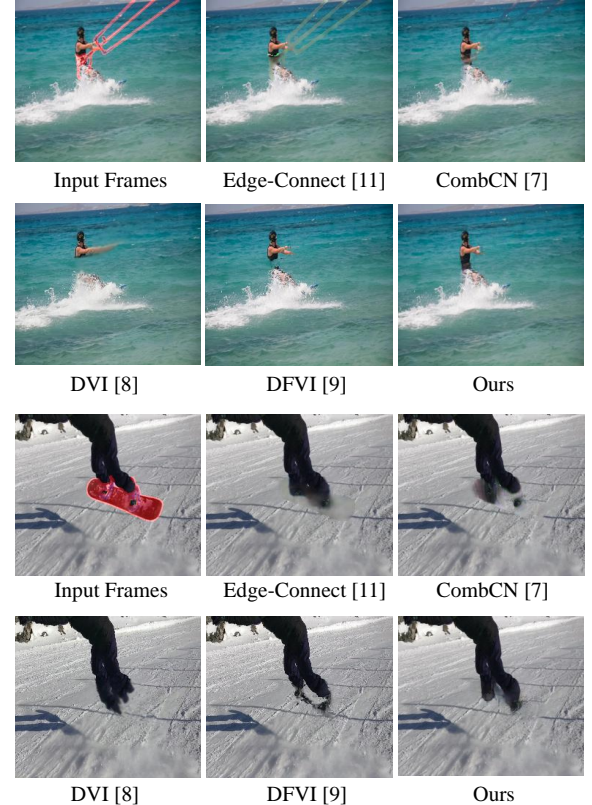 Input Frames Edge-Connect [11] CombCN [7]
DVI [8] DFVI [9] Ours
Input Frames Edge-Connect [11] CombCN [7]
DVI [8] DFVI [9] Ours